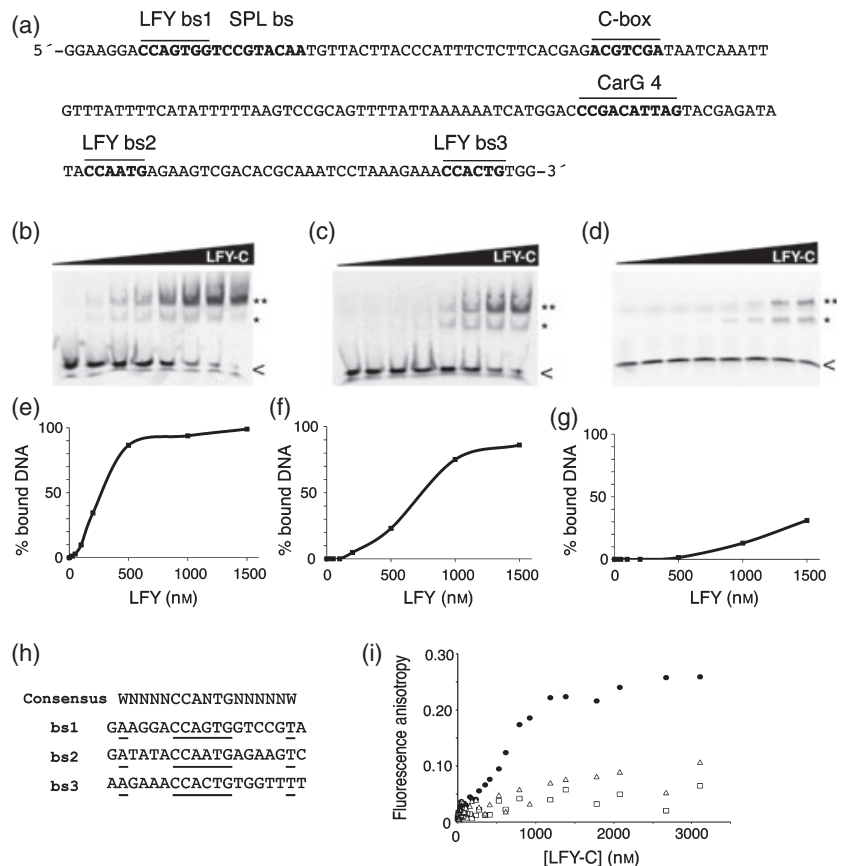 (a)
LFY bs1 SPL bs C-box
5´-GGAAGGACCAGTGGTCCGTACAATGTTACTTACCCATTTCTCTTCACGAGACGTCGATAATCAAATT
CarG 4
GTTTATTTTCATATTTTTAAGTCCGCAGTTTTATTAAAAAATCATGGACCCGACATTAGTACGAGATA
LFY bs2 LFY bs3
TACCAATGAGAAGTCGACACGCAAATCCTAAAGAAACCACTGTGG-3´
(b) (c) (d)
LFY-C LFY-C LFY-C
** ** **
* * *
< < <
(e) (f) (g)
100 100 100
% bound DNA % bound DNA % bound DNA
50 50 50
0 0 0
0 500 1000 1500 0 500 1000 1500 0 500 1000 1500
LFY (nM) LFY (nM) LFY (nM)
(h) (i)
Consensus WNNNNCCANTGNNNNNW
bs1 GAAGGACCAGTGGTCCGTA
bs2 GATATACCAATGAGAAGTC
bs3 AAGAAACCACTGTGGTTTT
0.30
0.20
0.10
0
Fluorescence anisotropy
0 1000 2000 3000
[LFY-C] (nM)